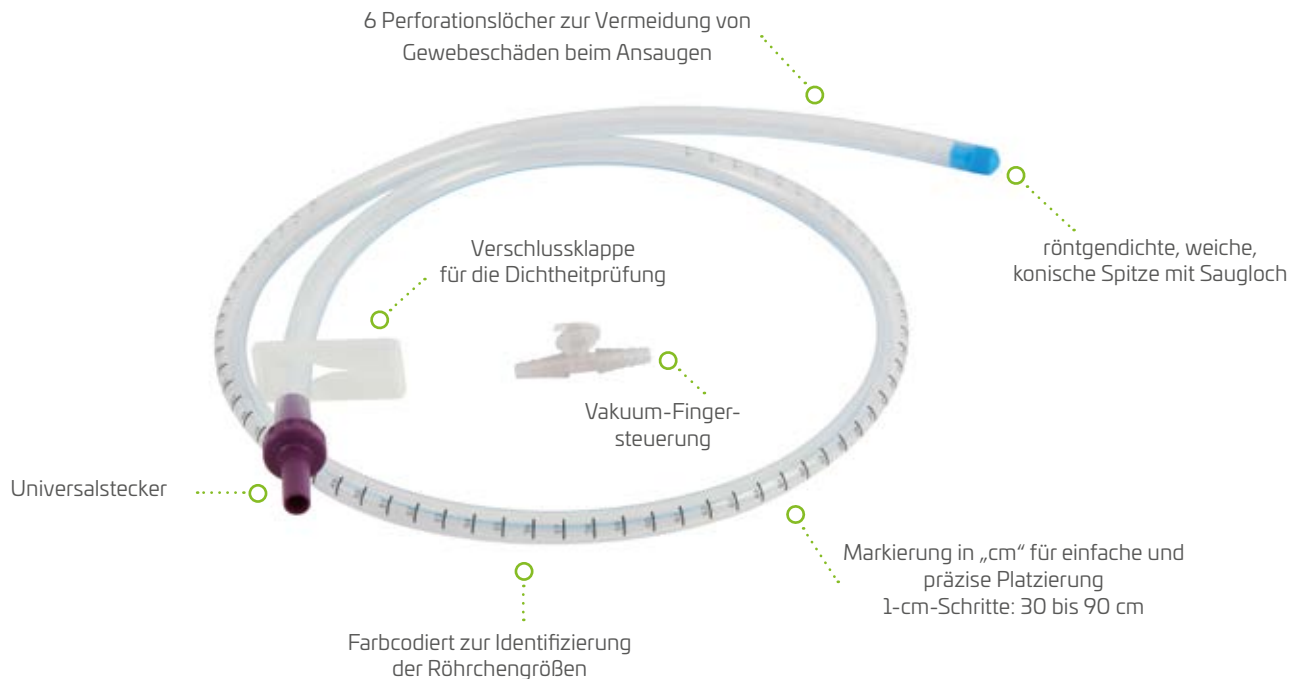 6 Perforationslöcher zur Vermeidung von
Gewebeschäden beim Ansaugen
röntgendichte, weiche,
konische Spitze mit Saugloch
Verschlussklappe
für die Dichtheitprüfung
Vakuum-Finger-
steuerung
Universalstecker
Markierung in „cm“ für einfache und
präzise Platzierung
1-cm-Schritte: 30 bis 90 cm
Farbcodiert zur Identifizierung
der Röhrchengrößen